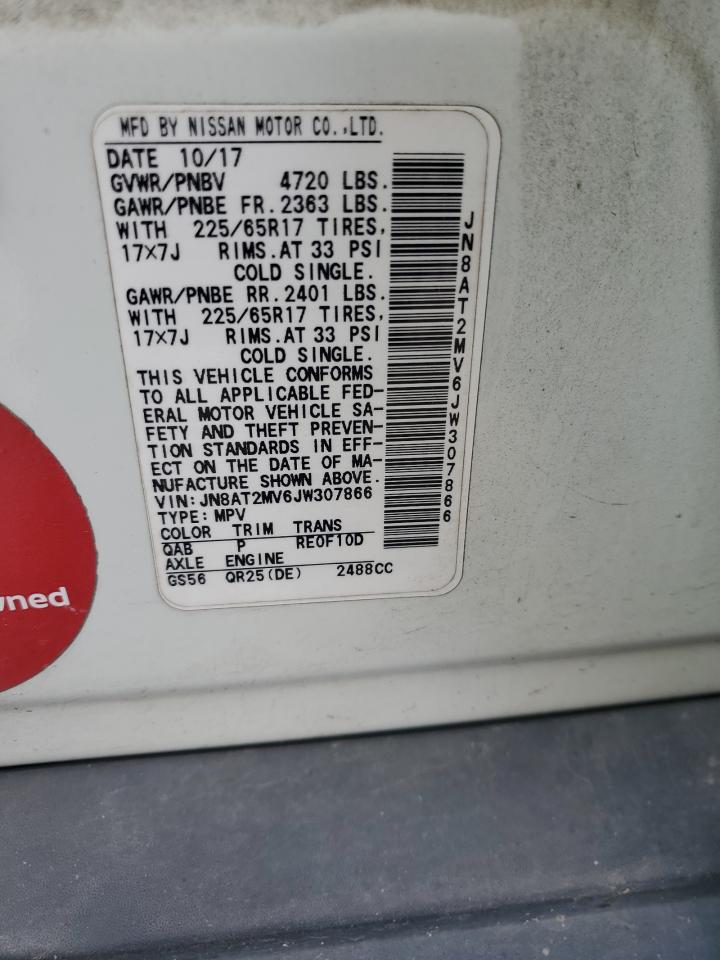 MFD BY NISSAN MOTOR CO.,LTD.
DATE 10/17
GVWR/PNBV 4720 LBS.
GAWR/PNBE FR.2363 LBS.
WITH 225/65R17 TIRES,
17X7J RIMS.AT 33 PSI
COLD SINGLE.
GAWR/PNBE RR.2401 LBS.
WITH 225/65R17 TIRES,
17X7J RIMS.AT 33 PSI
COLD SINGLE.
THIS VEHICLE CONFORMS
TO ALL APPLICABLE FED-
ERAL MOTOR VEHICLE SA-
FETY AND THEFT PREVEN-
TION STANDARDS IN EFF-
ECT ON THE DATE OF MA-
NUFACTURE SHOWN ABOVE.
VIN:JN8AT2MV6JW307866
TYPE:MPV
COLOR TRIM TRANS
QAB P RE0F10D
AXLE ENGINE
GS56 QR25(DE) 2488CC
JN8AT2MV6JW307866